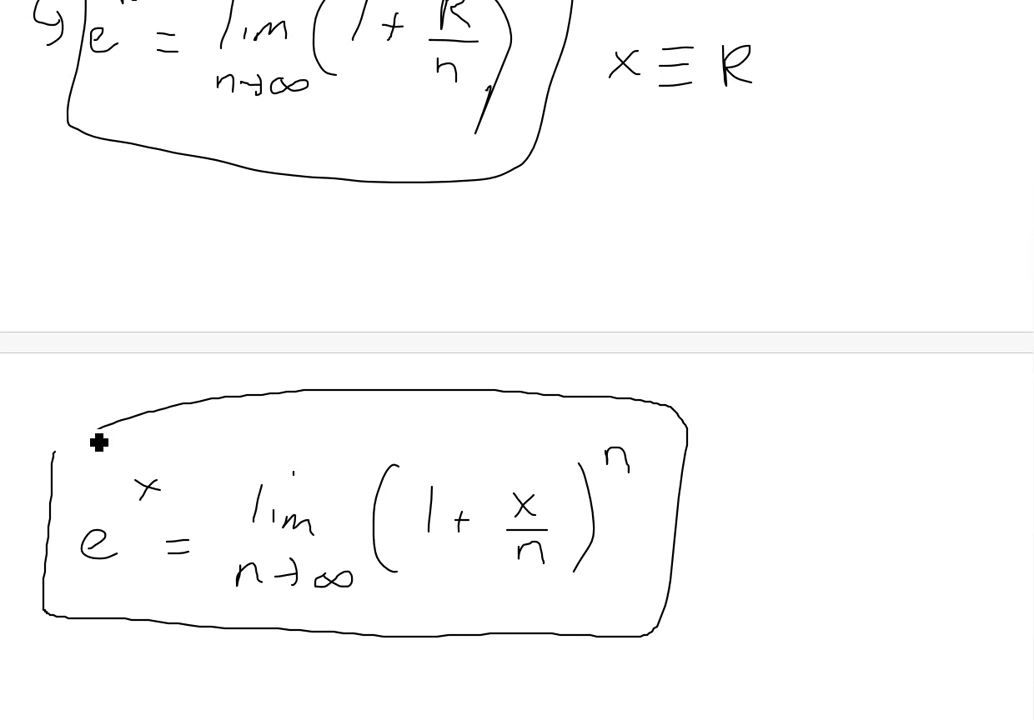 ↳ e = lim n→∞ (1 + R/n) x ≡ R
e^x = lim n→∞ (1 + x/n)^n